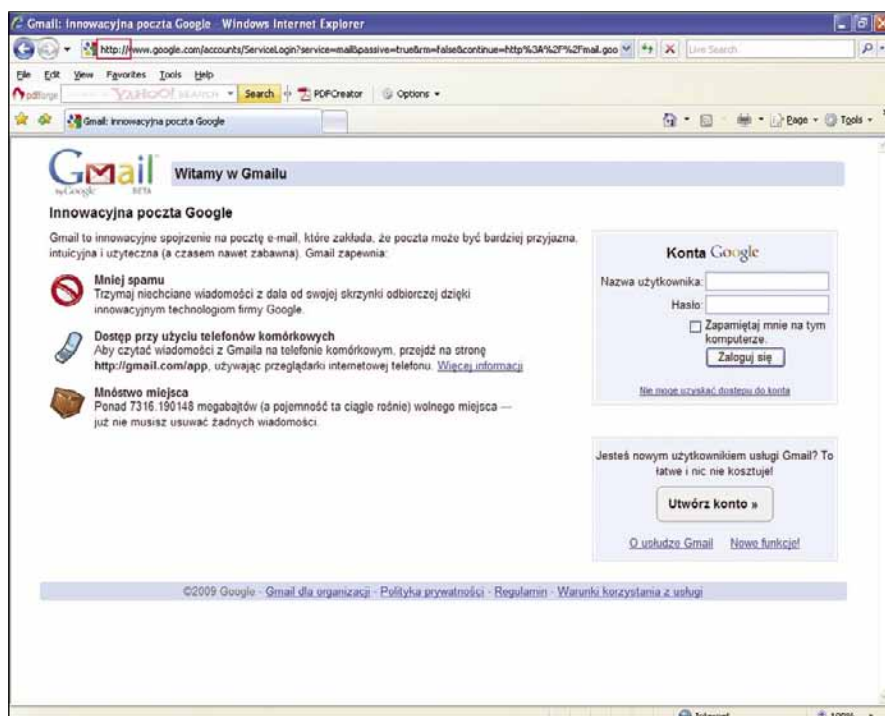 Gmail: Innowacyjna poczta Google - Windows Internet Explorer
http://www.google.com/accounts/ServiceLogin?service=mail&passive=true&rm=false&continue=http%3A%2F%2Fmail.goo
Live Search
File Edit View Favorites Tools Help
pdfforge YAHOO! SEARCH Search PDFCreator Options
Gmail: Innowacyjna poczta Google
Page Tools
Gmail
by Google BETA
Witamy w Gmailu
Innowacyjna poczta Google
Gmail to innowacyjne spojrzenie na pocztę e-mail, które zakłada, że poczta może być bardziej przyjazna,
intuicyjna i użyteczna (a czasem nawet zabawna). Gmail zapewnia:
Mniej spamu
Trzymaj niechciane wiadomości z dala od swojej skrzynki odbiorczej dzięki
innowacyjnym technologiom firmy Google.
Dostęp przy użyciu telefonów komórkowych
Aby czytać wiadomości z Gmaila na telefonie komórkowym, przejdź na stronę
http://gmail.com/app, używając przeglądarki internetowej telefonu. Więcej informacji
Mnóstwo miejsca
Ponad 7316.190148 megabajtów (a pojemność ta ciągle rośnie) wolnego miejsca —
już nie musisz usuwać żadnych wiadomości.
Konta Google
Nazwa użytkownika:
Hasło:
Zapamiętaj mnie na tym
komputerze.
Zaloguj się
Nie mogę uzyskać dostępu do konta
Jesteś nowym użytkownikiem usługi Gmail? To
łatwe i nic nie kosztuje!
Utwórz konto »
O usłudze Gmail Nowe funkcje!
©2009 Google - Gmail dla organizacji - Polityka prywatności - Regulamin - Warunki korzystania z usługi
Internet 100%